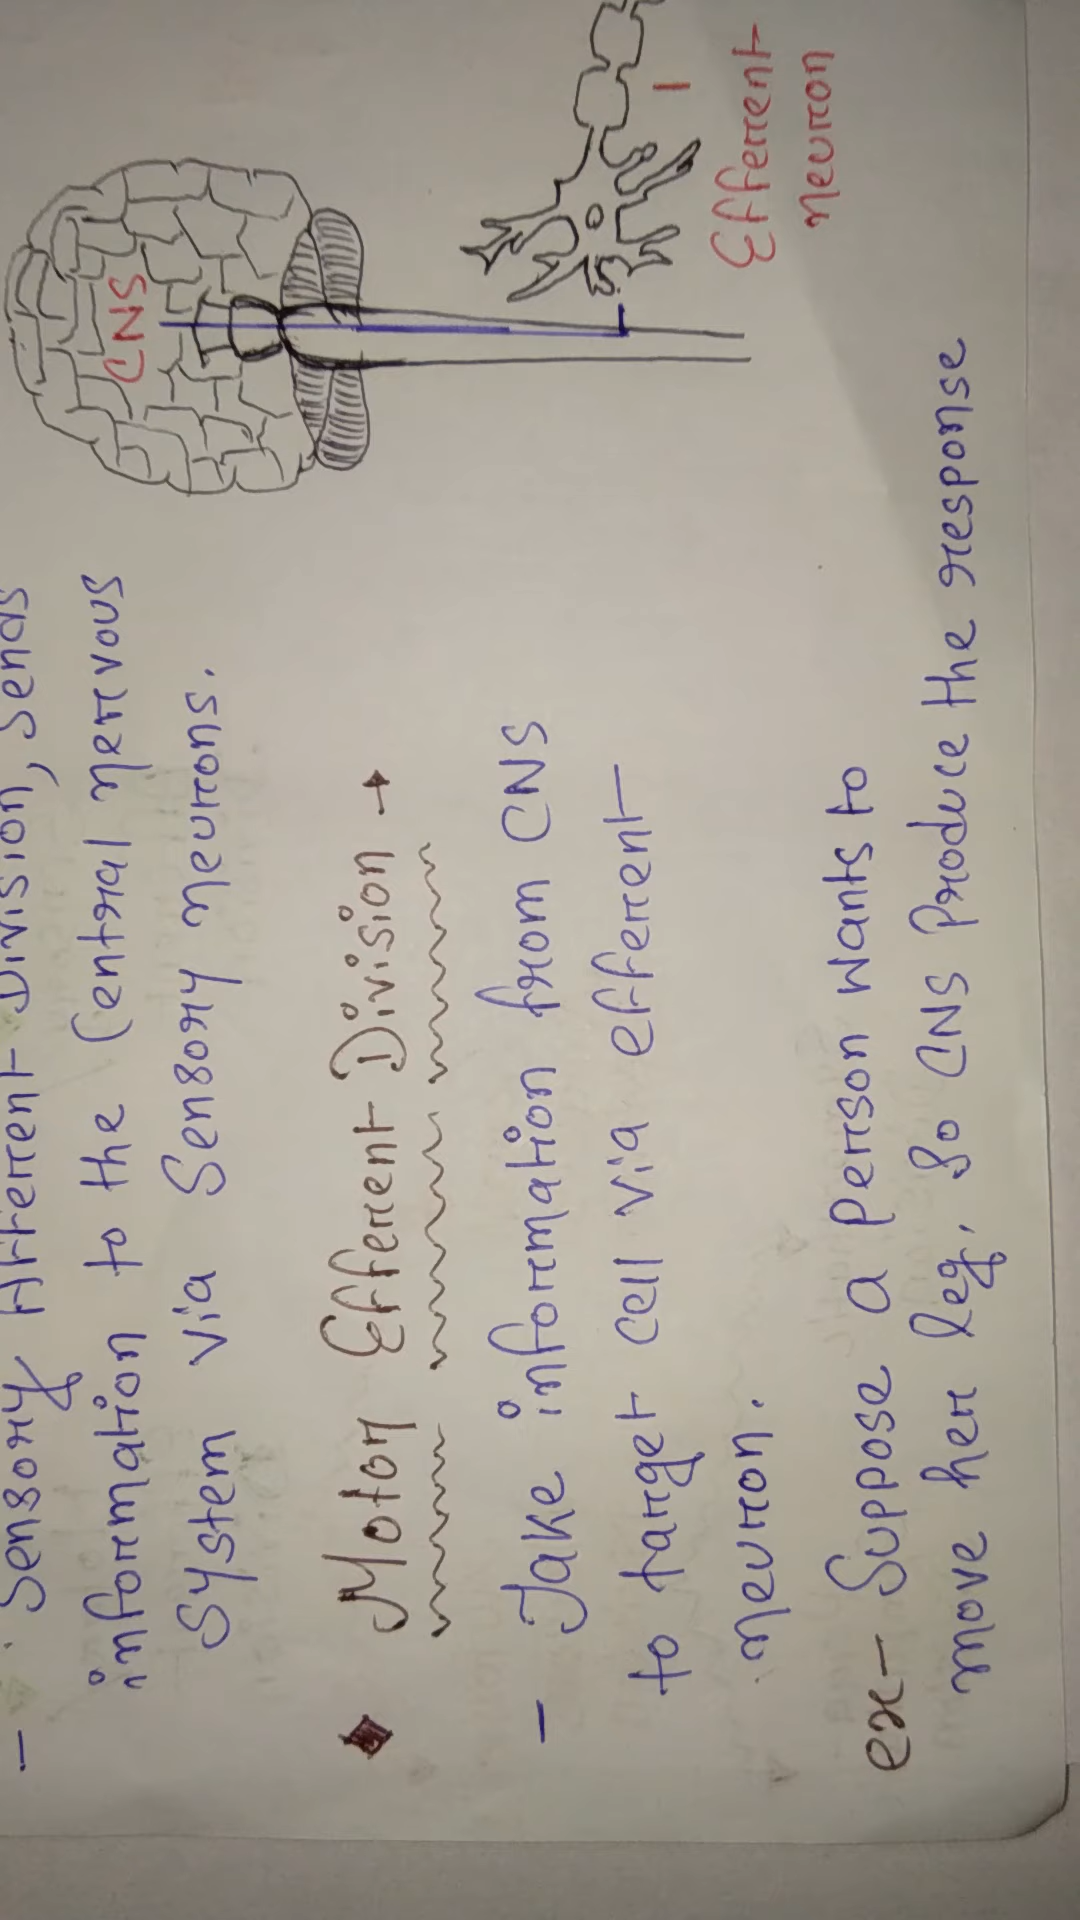 - Sensory Afferent Division, sends
information to the Central nervous
System via Sensory neurons.
Motor Efferent Division →
- Take information from CNS
to target cell via efferent
neuron.
ex- Suppose a person wants to
move her leg, So CNS Produce the response
CNS
Efferent
neuron